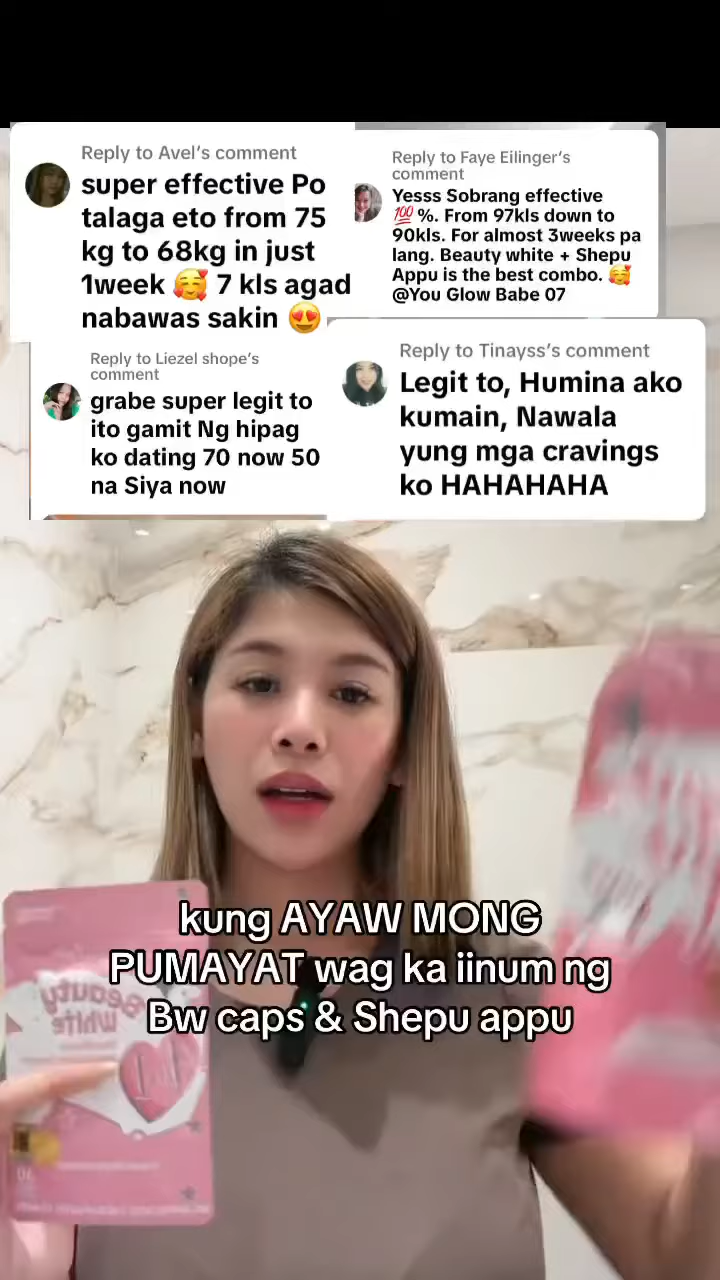 Reply to Avel's comment
super effective Po
talaga eto from 75
kg to 68kg in just
1week 🥰 7 kls agad
nabawas sakin 😍
Reply to Faye Eilinger's
comment
Yesss Sobrang effective
💯%. From 97kls down to
90kls. For almost 3weeks pa
lang. Beauty white + Shepu
Appu is the best combo. 🥰
@You Glow Babe 07
Reply to Liezel shope's
comment
grabe super legit to
ito gamit Ng hipag
ko dating 70 now 50
na Siya now
Reply to Tinayss's comment
Legit to, Humina ako
kumain, Nawala
yung mga cravings
ko HAHAHAHA
kung AYAW MONG
PUMAYAT wag ka iinum ng
Bw caps & Shepu appu
Beauty
White